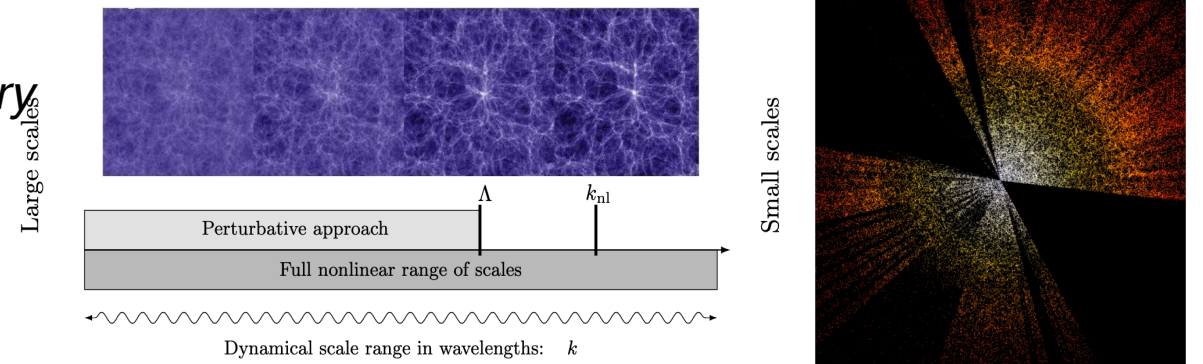 ry
Large scales
Λ
k_nl
Perturbative approach
Full nonlinear range of scales
Dynamical scale range in wavelengths: k
Small scales